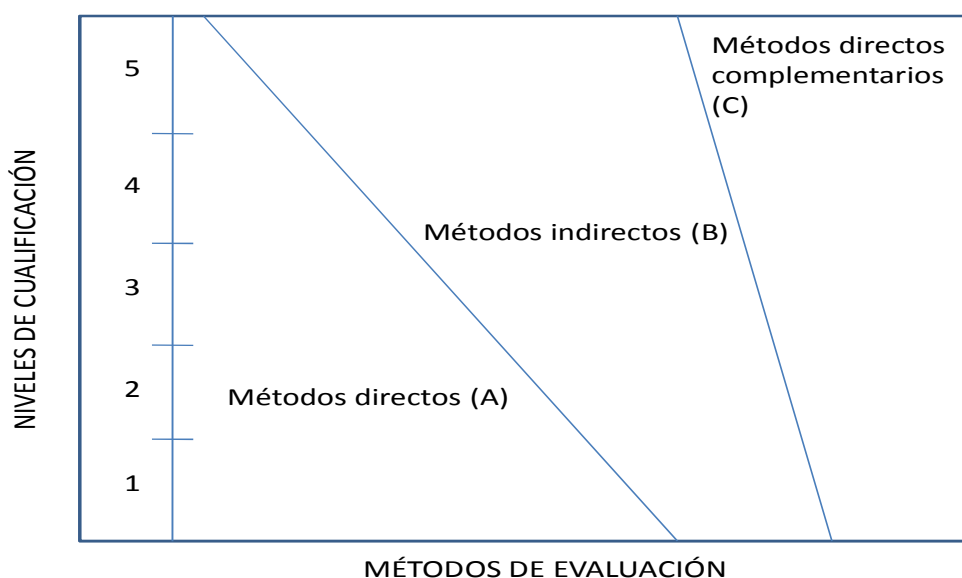 Métodos directos
complementarios
(C)
5
4
Métodos indirectos (B)
3
2
Métodos directos (A)
1
NIVELES DE CUALIFICACIÓN
MÉTODOS DE EVALUACIÓN